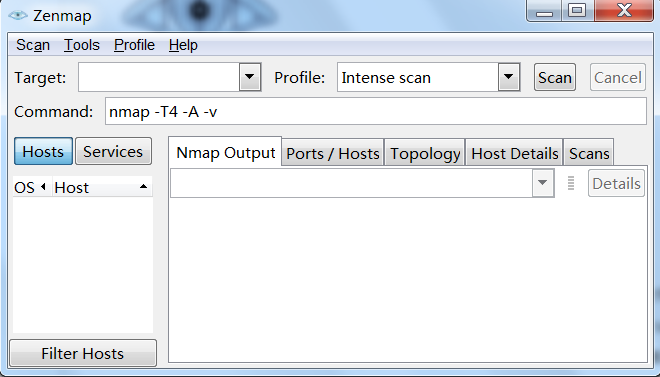 Zenmap
Scan Tools Profile Help
Target: Profile: Intense scan Scan Cancel
Command: nmap -T4 -A -v
Hosts Services Nmap Output Ports / Hosts Topology Host Details Scans
OS Host Details
Filter Hosts